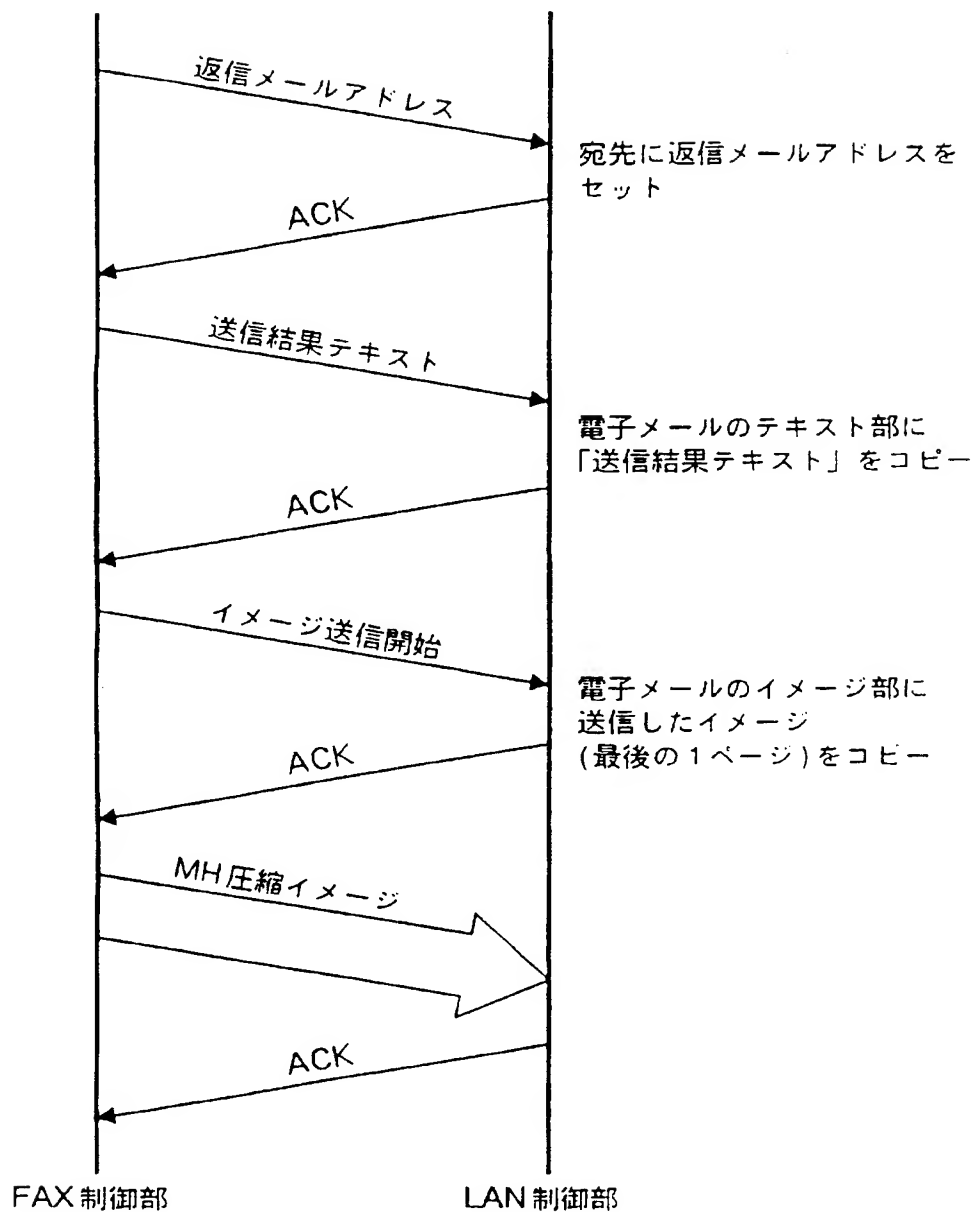 返信メールアドレス
宛先に返信メールアドレスを
セット
ACK
送信結果テキスト
電子メールのテキスト部に
「送信結果テキスト」をコピー
ACK
イメージ送信開始
電子メールのイメージ部に
送信したイメージ
(最後の1ページ)をコピー
ACK
MH圧縮イメージ
ACK
FAX制御部
LAN制御部